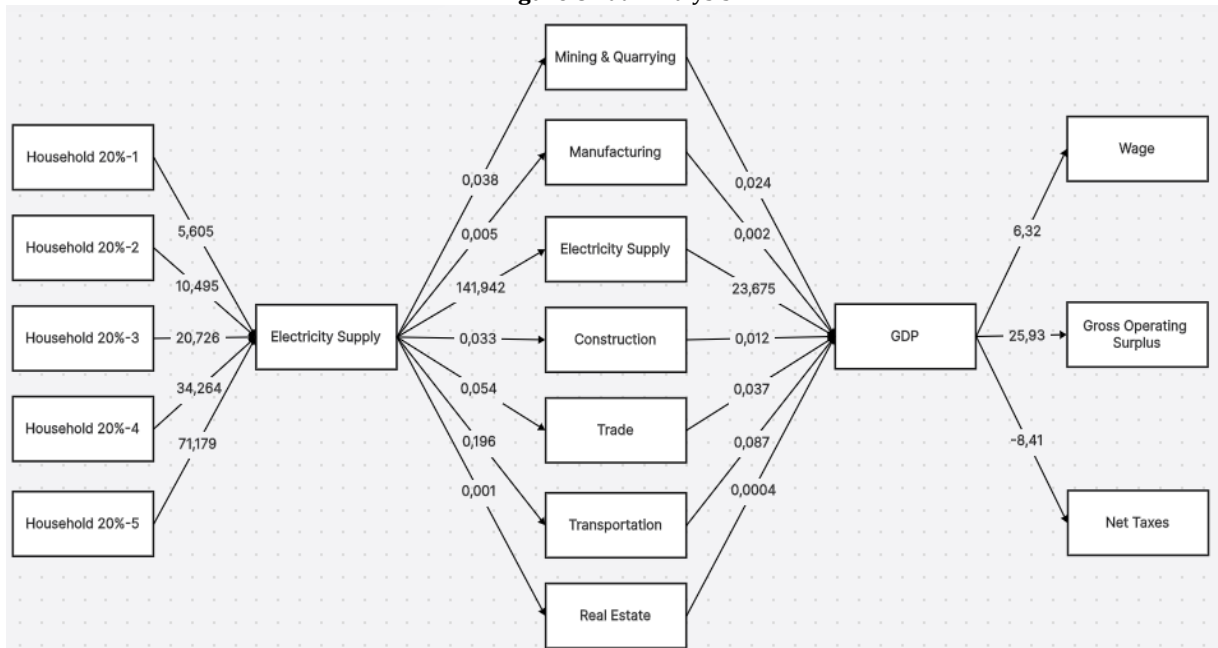 Household 20%-1
Household 20%-2
Household 20%-3
Household 20%-4
Household 20%-5
5,605
10,495
20,726
34,264
71,179
Electricity Supply
0,038
0,005
141,942
0,033
0,054
0,196
0,001
Mining & Quarrying
Manufacturing
Electricity Supply
Construction
Trade
Transportation
Real Estate
0,024
0,002
23,675
0,012
0,037
0,087
0,0004
GDP
6,32
25,93
-8,41
Wage
Gross Operating
Surplus
Net Taxes